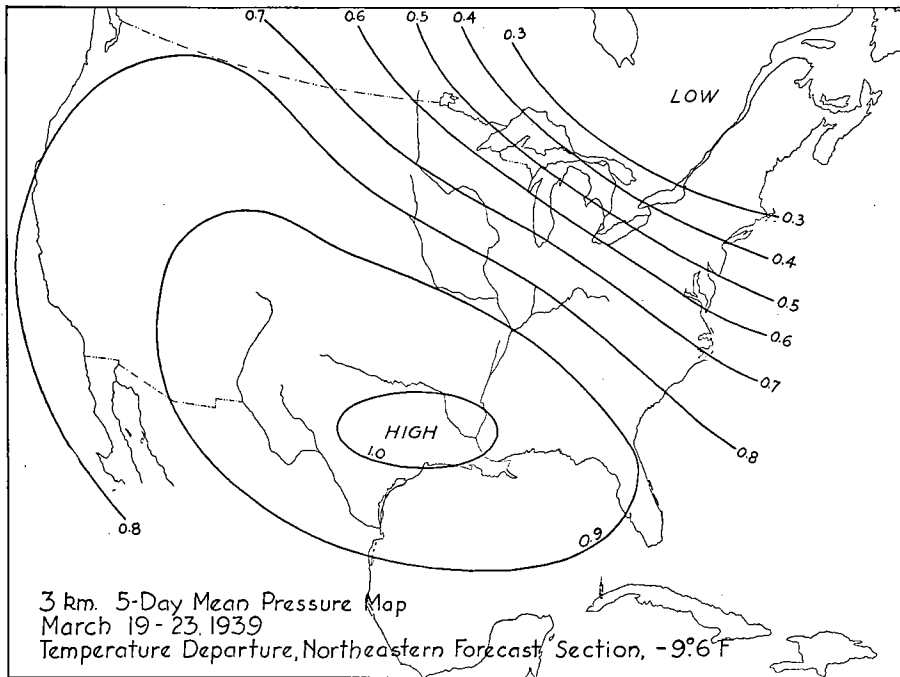 0.7
0.6
0.5
0.4
0.3
LOW
0.3
0.4
0.5
0.6
0.7
0.8
HIGH
1.0
0.8
0.9
3 km. 5-Day Mean Pressure Map
March 19-23, 1939
Temperature Departure, Northeastern Forecast Section, -9°.6 F